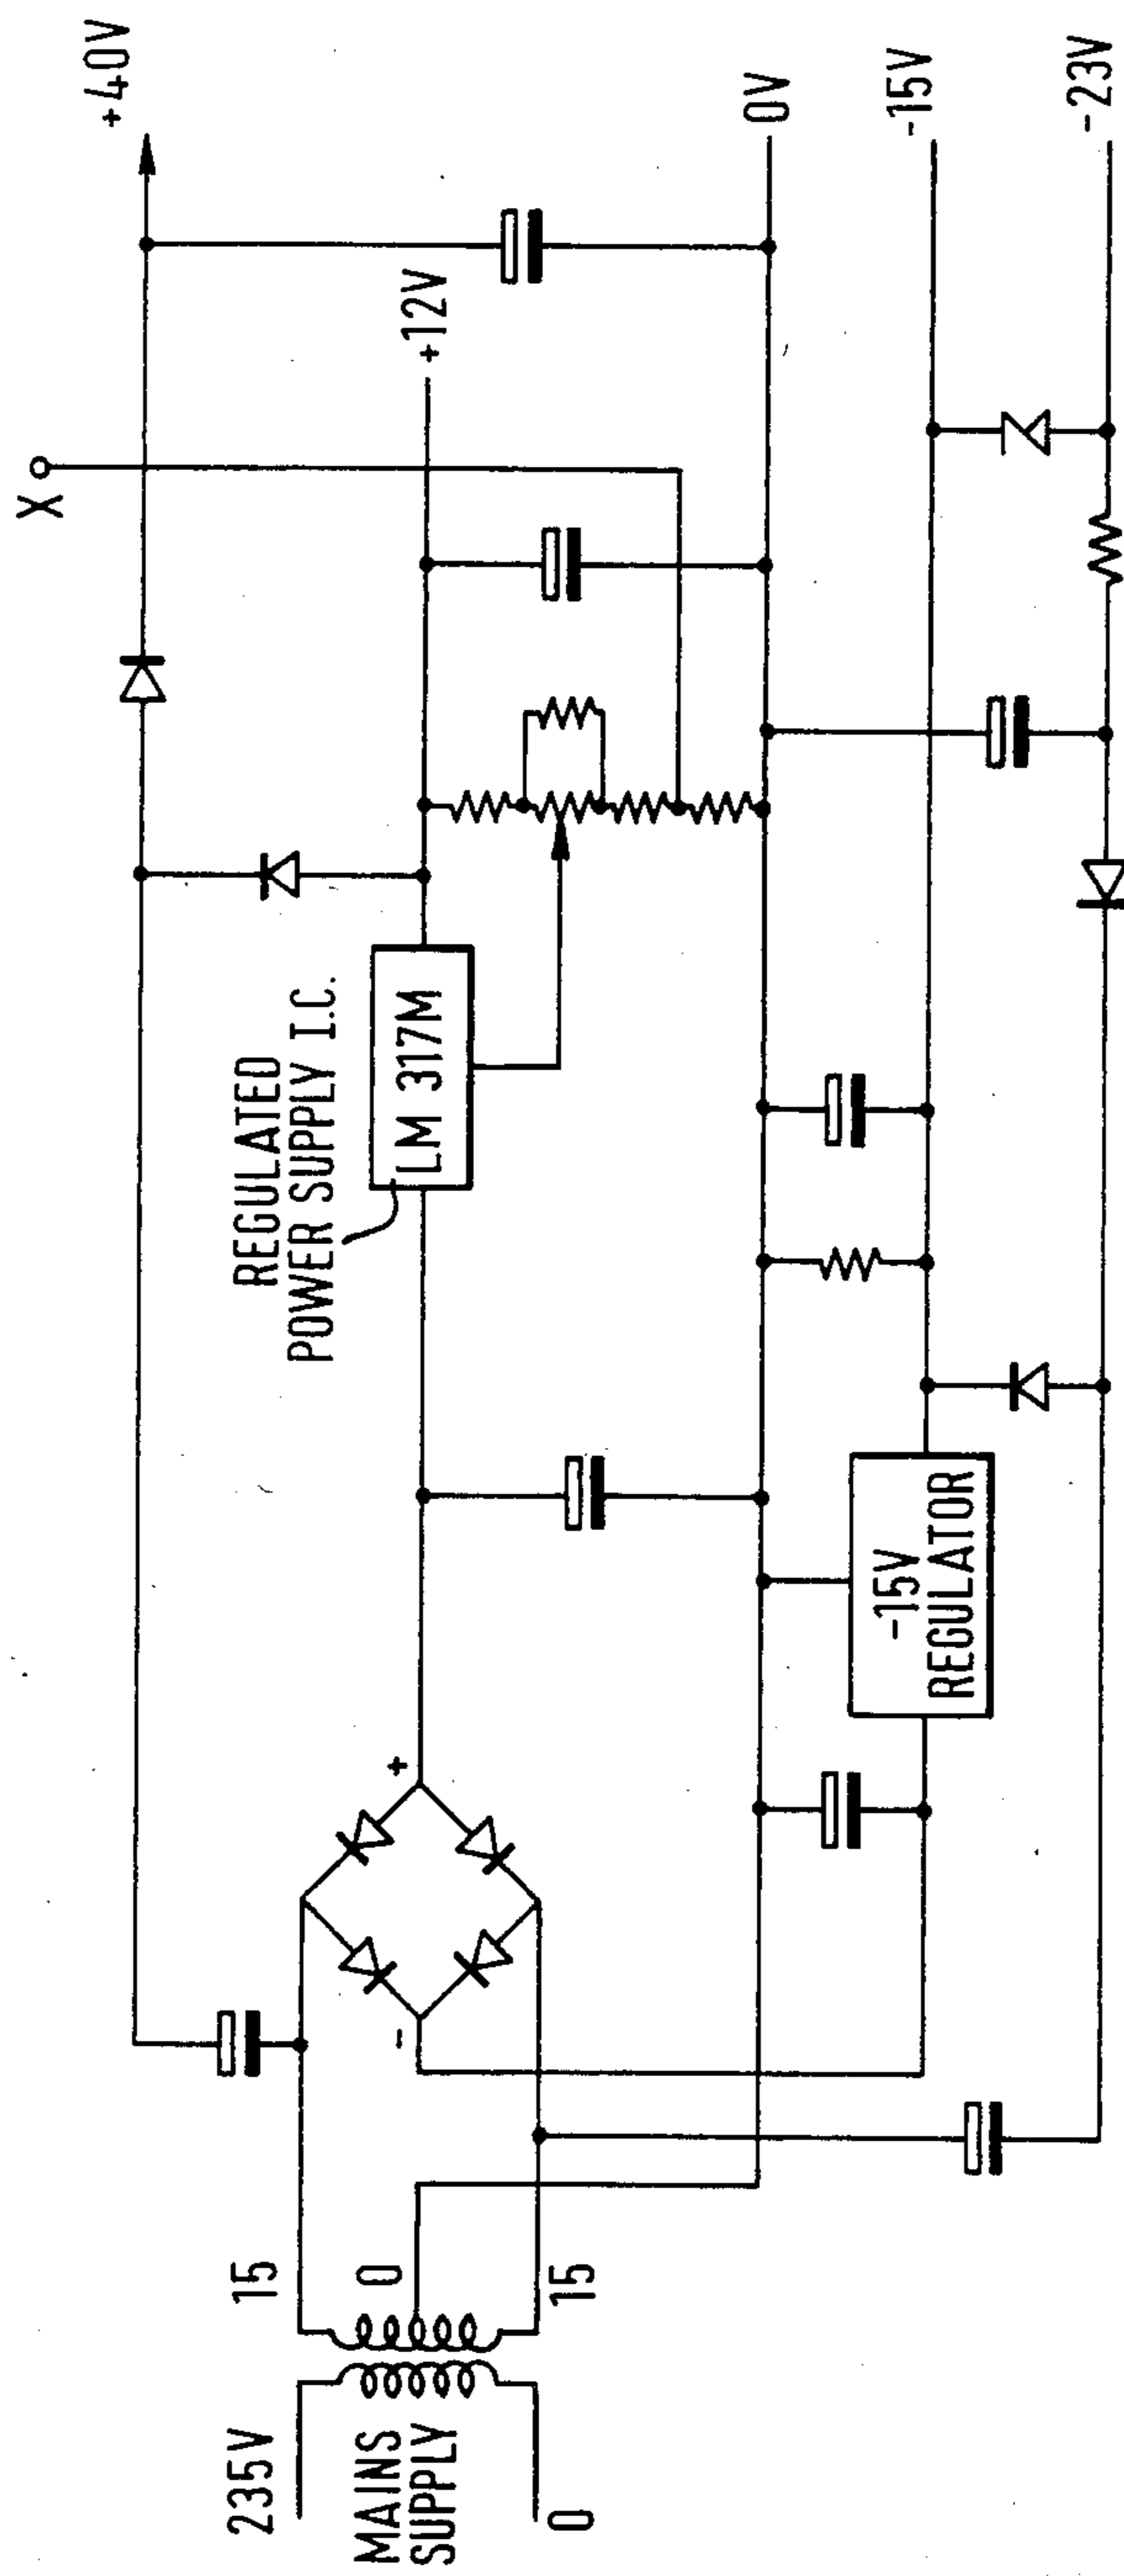 235V
MAINS
SUPPLY
0
15
0
15
-
+
REGULATED
POWER SUPPLY I.C.
LM 317M
-15V
REGULATOR
X
+40V
+12V
0V
-15V
-23V